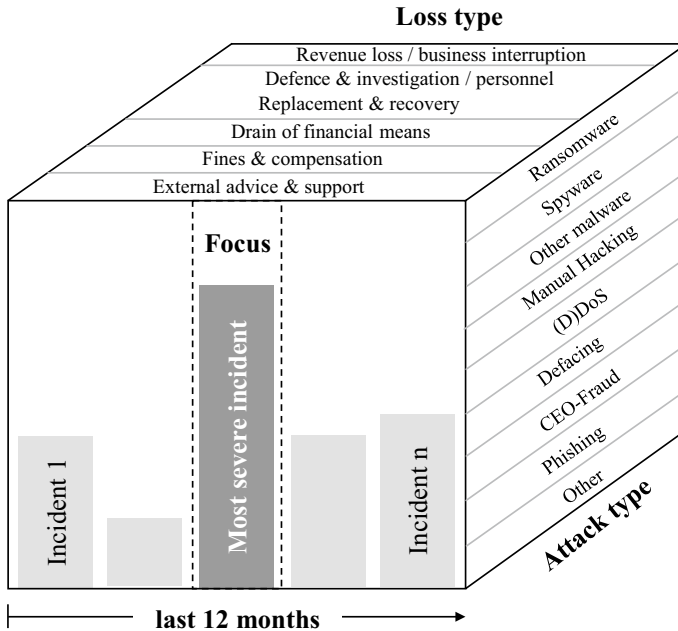 Loss type
Revenue loss / business interruption
Defence & investigation / personnel
Replacement & recovery
Drain of financial means
Fines & compensation
External advice & support
Ransomware
Spyware
Other malware
Manual Hacking
(D)DoS
Defacing
CEO-Fraud
Phishing
Other
Attack type
Focus
Incident 1
Most severe incident
Incident n
last 12 months